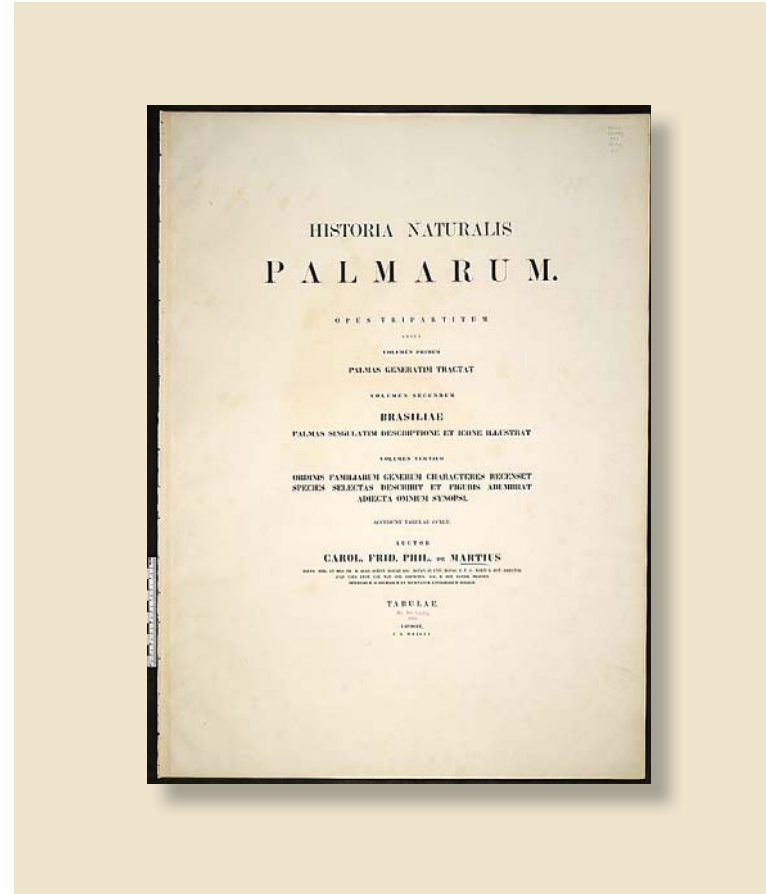 HISTORIA NATURALIS
PALMARUM.
OPUS TRIPARTITUM
VOLUMEN PRIMUM
PALMAS GENERATIM TRACTAT
VOLUMEN SECUNDUM
BRASILIAE
PALMAS SINGULATIM DESCRIPTIONE ET ICONE ILLUSTRAT
VOLUMEN TERTIUM
ORDINIS FAMILIARUM GENERUM CHARACTERES RECENSET
SPECIES SELECTAS DESCRIBIT ET FIGURIS ADUMBRAT
ADIECTA OMNIUM SYNOPSI.
ACCEDUNT TABULAE
AUCTOR
CAROL. FRID. PHIL. DE MARTIUS
TABULAE